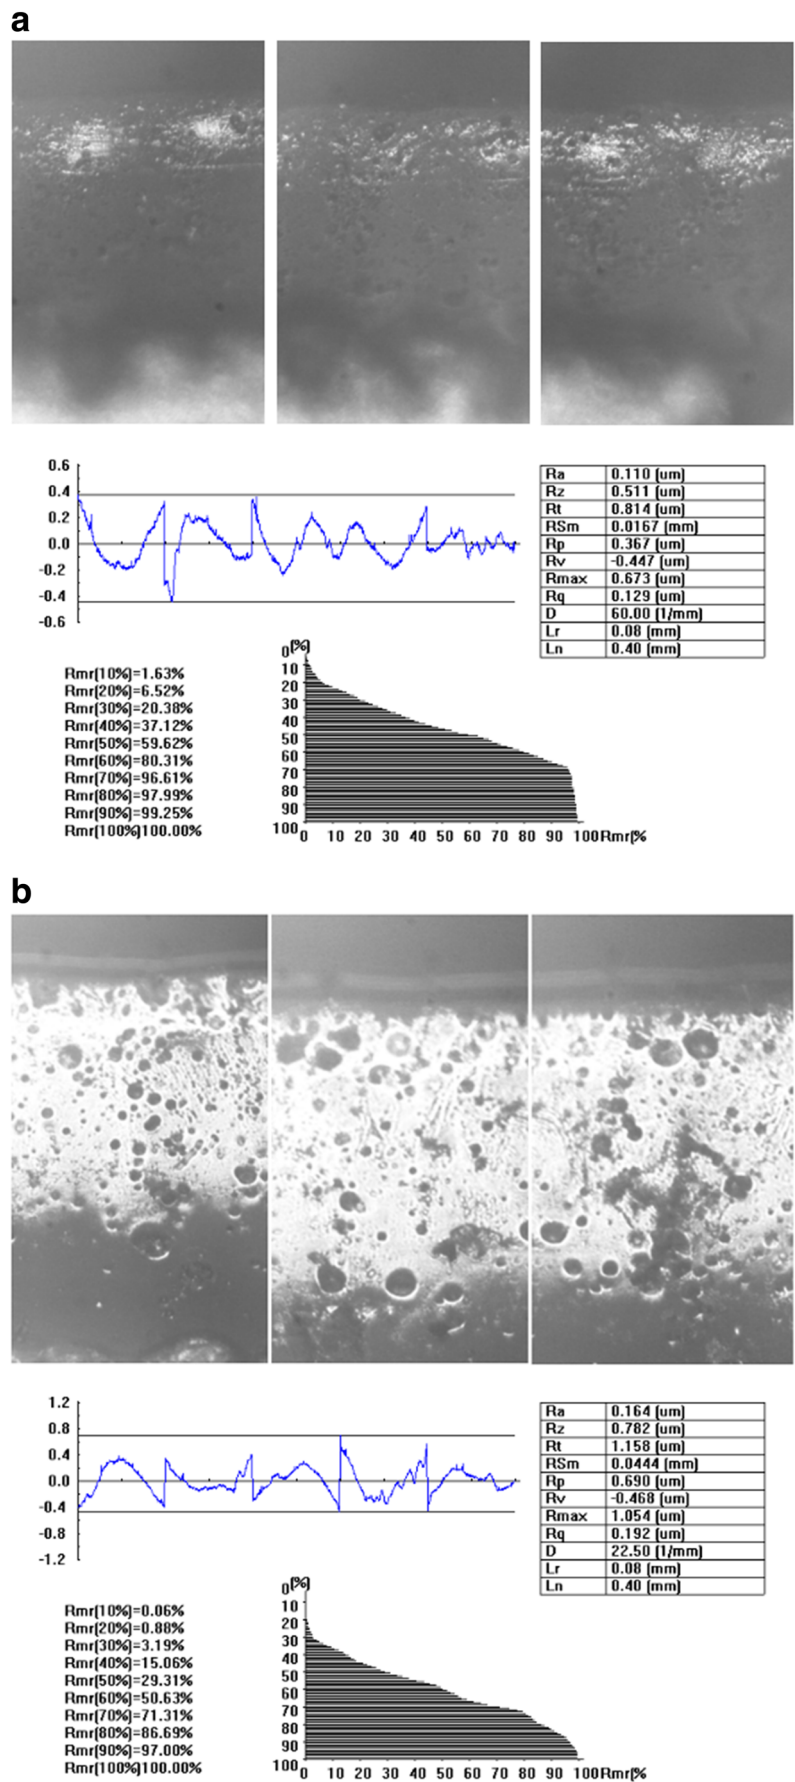 a
0.6
0.4
0.2
0.0
-0.2
-0.4
-0.6
Ra 0.110 (um)
Rz 0.511 (um)
Rt 0.814 (um)
RSm 0.0167 (mm)
Rp 0.367 (um)
Rv -0.447 (um)
Rmax 0.673 (um)
Rq 0.129 (um)
D 60.00 (1/mm)
Lr 0.08 (mm)
Ln 0.40 (mm)
Rmr(10%)=1.63%
Rmr(20%)=6.52%
Rmr(30%)=20.38%
Rmr(40%)=37.12%
Rmr(50%)=59.62%
Rmr(60%)=80.31%
Rmr(70%)=96.61%
Rmr(80%)=97.99%
Rmr(90%)=99.25%
Rmr(100%)100.00%
0(%)
10
20
30
40
50
60
70
80
90
100
0 10 20 30 40 50 60 70 80 90 100Rmr(%
b
1.2
0.8
0.4
0.0
-0.4
-0.8
-1.2
Ra 0.164 (um)
Rz 0.782 (um)
Rt 1.158 (um)
RSm 0.0444 (mm)
Rp 0.690 (um)
Rv -0.468 (um)
Rmax 1.054 (um)
Rq 0.192 (um)
D 22.50 (1/mm)
Lr 0.08 (mm)
Ln 0.40 (mm)
Rmr(10%)=0.06%
Rmr(20%)=0.88%
Rmr(30%)=3.19%
Rmr(40%)=15.06%
Rmr(50%)=29.31%
Rmr(60%)=50.63%
Rmr(70%)=71.31%
Rmr(80%)=86.69%
Rmr(90%)=97.00%
Rmr(100%)100.00%
0(%)
10
20
30
40
50
60
70
80
90
100
0 10 20 30 40 50 60 70 80 90 100Rmr(%